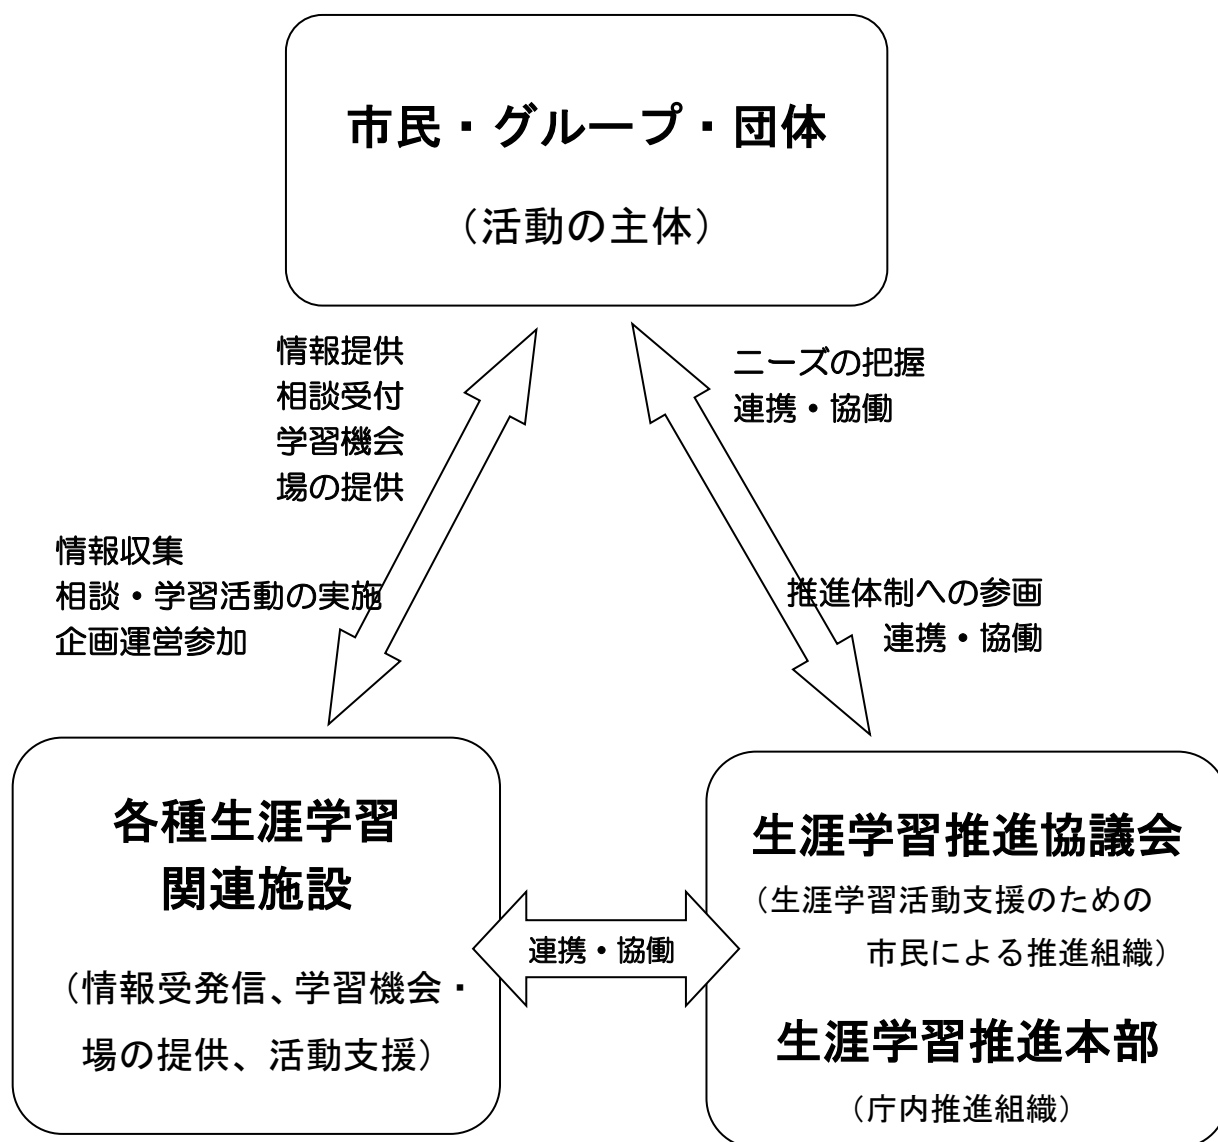 市民・グループ・団体
（活動の主体）
情報提供
相談受付
学習機会
場の提供
ニーズの把握
連携・協働
情報収集
相談・学習活動の実施
企画運営参加
推進体制への参画
連携・協働
各種生涯学習
関連施設
（情報受発信、学習機会・
場の提供、活動支援）
連携・協働
生涯学習推進協議会
（生涯学習活動支援のための
市民による推進組織）
生涯学習推進本部
（庁内推進組織）